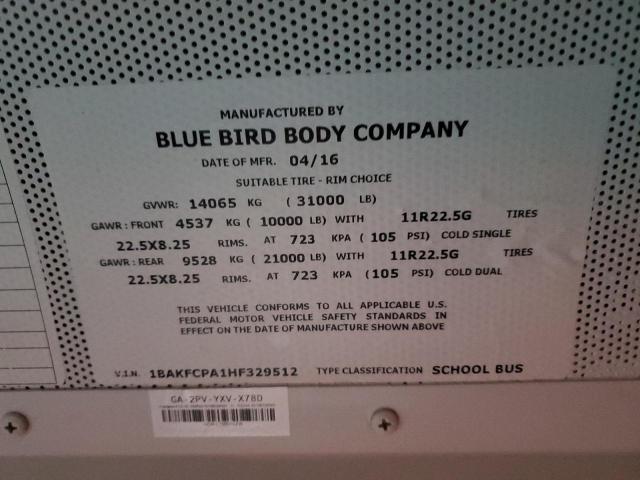 MANUFACTURED BY
BLUE BIRD BODY COMPANY
DATE OF MFR. 04/16
SUITABLE TIRE - RIM CHOICE
GVWR: 14065 KG ( 31000 LB)
GAWR : FRONT 4537 KG ( 10000 LB) WITH 11R22.5G TIRES
22.5X8.25 RIMS. AT 723 KPA ( 105 PSI) COLD SINGLE
GAWR : REAR 9528 KG ( 21000 LB) WITH 11R22.5G TIRES
22.5X8.25 RIMS. AT 723 KPA (105 PSI) COLD DUAL
THIS VEHICLE CONFORMS TO ALL APPLICABLE U.S.
FEDERAL MOTOR VEHICLE SAFETY STANDARDS IN
EFFECT ON THE DATE OF MANUFACTURE SHOWN ABOVE
V.I.N. 1BAKFCPA1HF329512 TYPE CLASSIFICATION SCHOOL BUS
GA-2PV-YXV-X78D